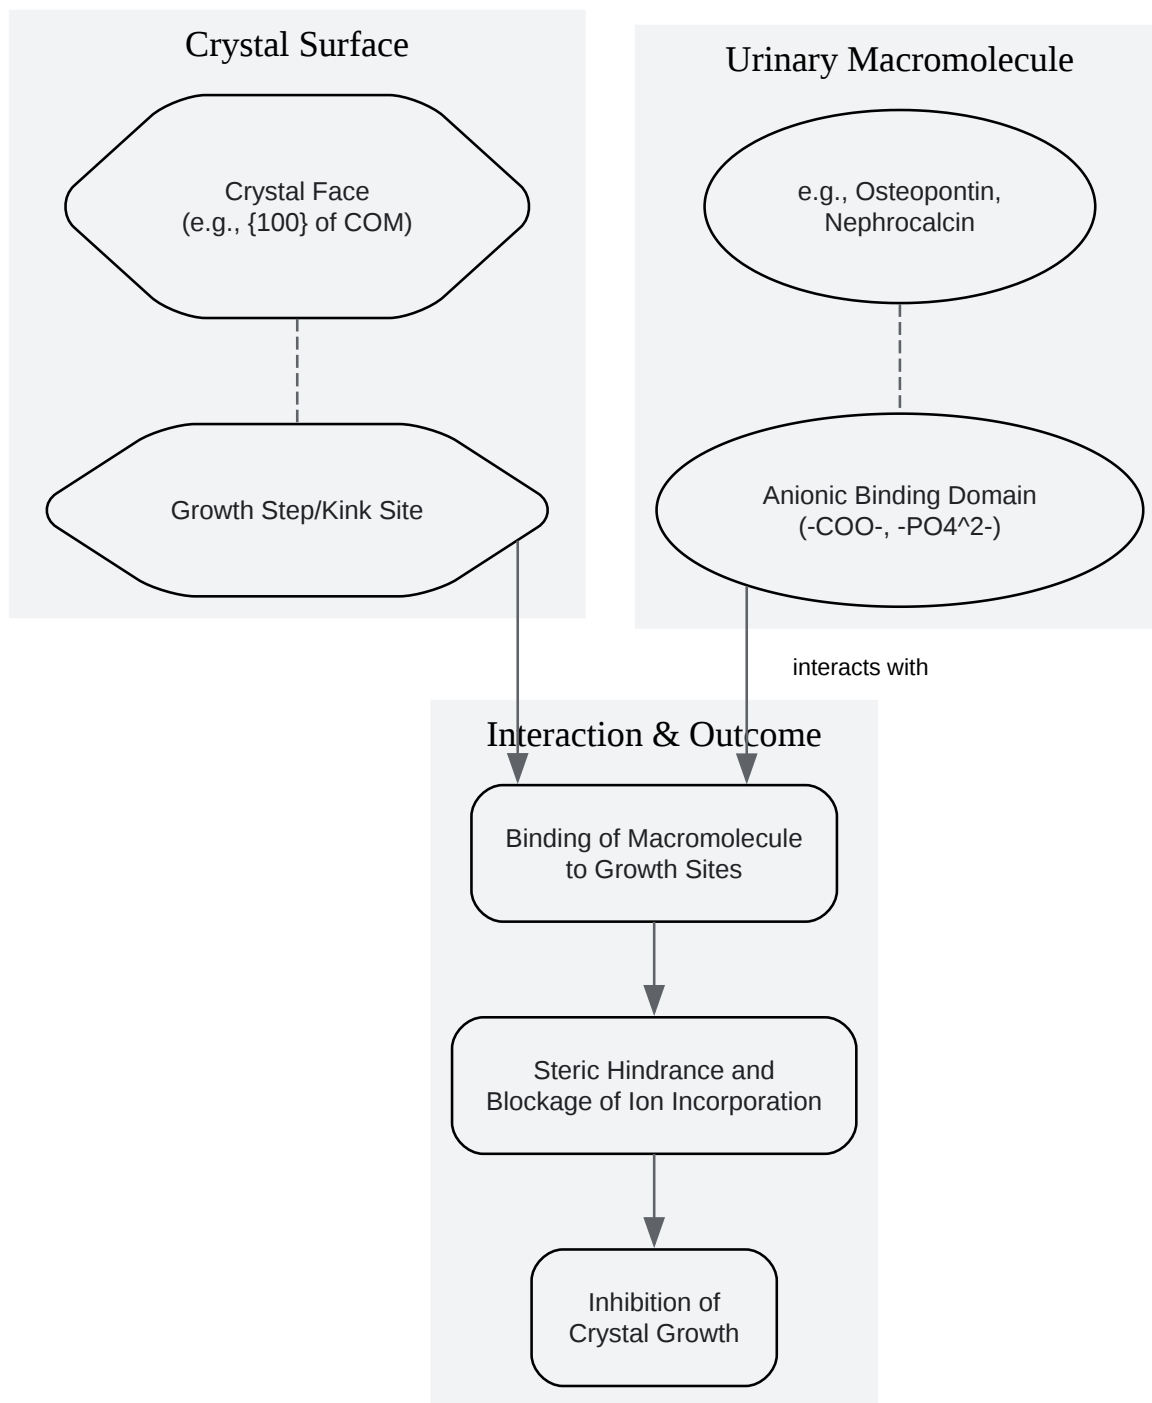 Crystal Surface
Crystal Face
(e.g., {100} of COM)
Growth Step/Kink Site
Urinary Macromolecule
e.g., Osteopontin,
Nephrocalcin
Anionic Binding Domain
(-COO-, -PO4^2-)
interacts with
Interaction & Outcome
Binding of Macromolecule
to Growth Sites
Steric Hindrance and
Blockage of Ion Incorporation
Inhibition of
Crystal Growth